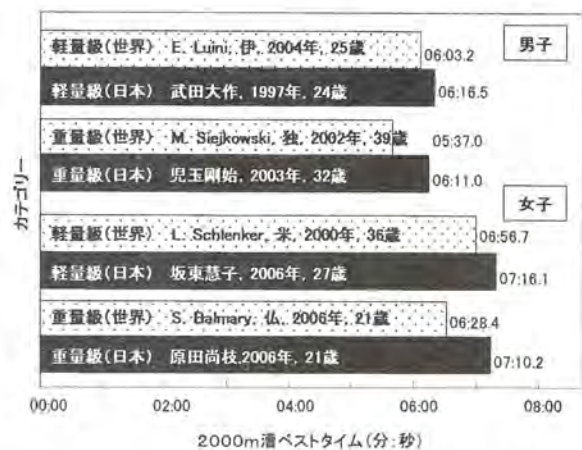 男子
軽量級(世界) E. Luini, 伊, 2004年, 25歳 06:03.2
軽量級(日本) 武田大作, 1997年, 24歳 06:16.5
重量級(世界) M. Siejkowski, 独, 2002年, 39歳 05:37.0
重量級(日本) 児玉剛始, 2003年, 32歳 06:11.0
女子
軽量級(世界) L. Schlenker, 米, 2000年, 36歳 06:56.7
軽量級(日本) 坂東慧子, 2006年, 27歳 07:16.1
重量級(世界) S. Balmary, 仏, 2006年, 21歳 06:28.4
重量級(日本) 原田尚枝,2006年, 21歳 07:10.2
カテゴリー
00:00 02:00 04:00 06:00 08:00
2000m漕ベストタイム(分:秒)